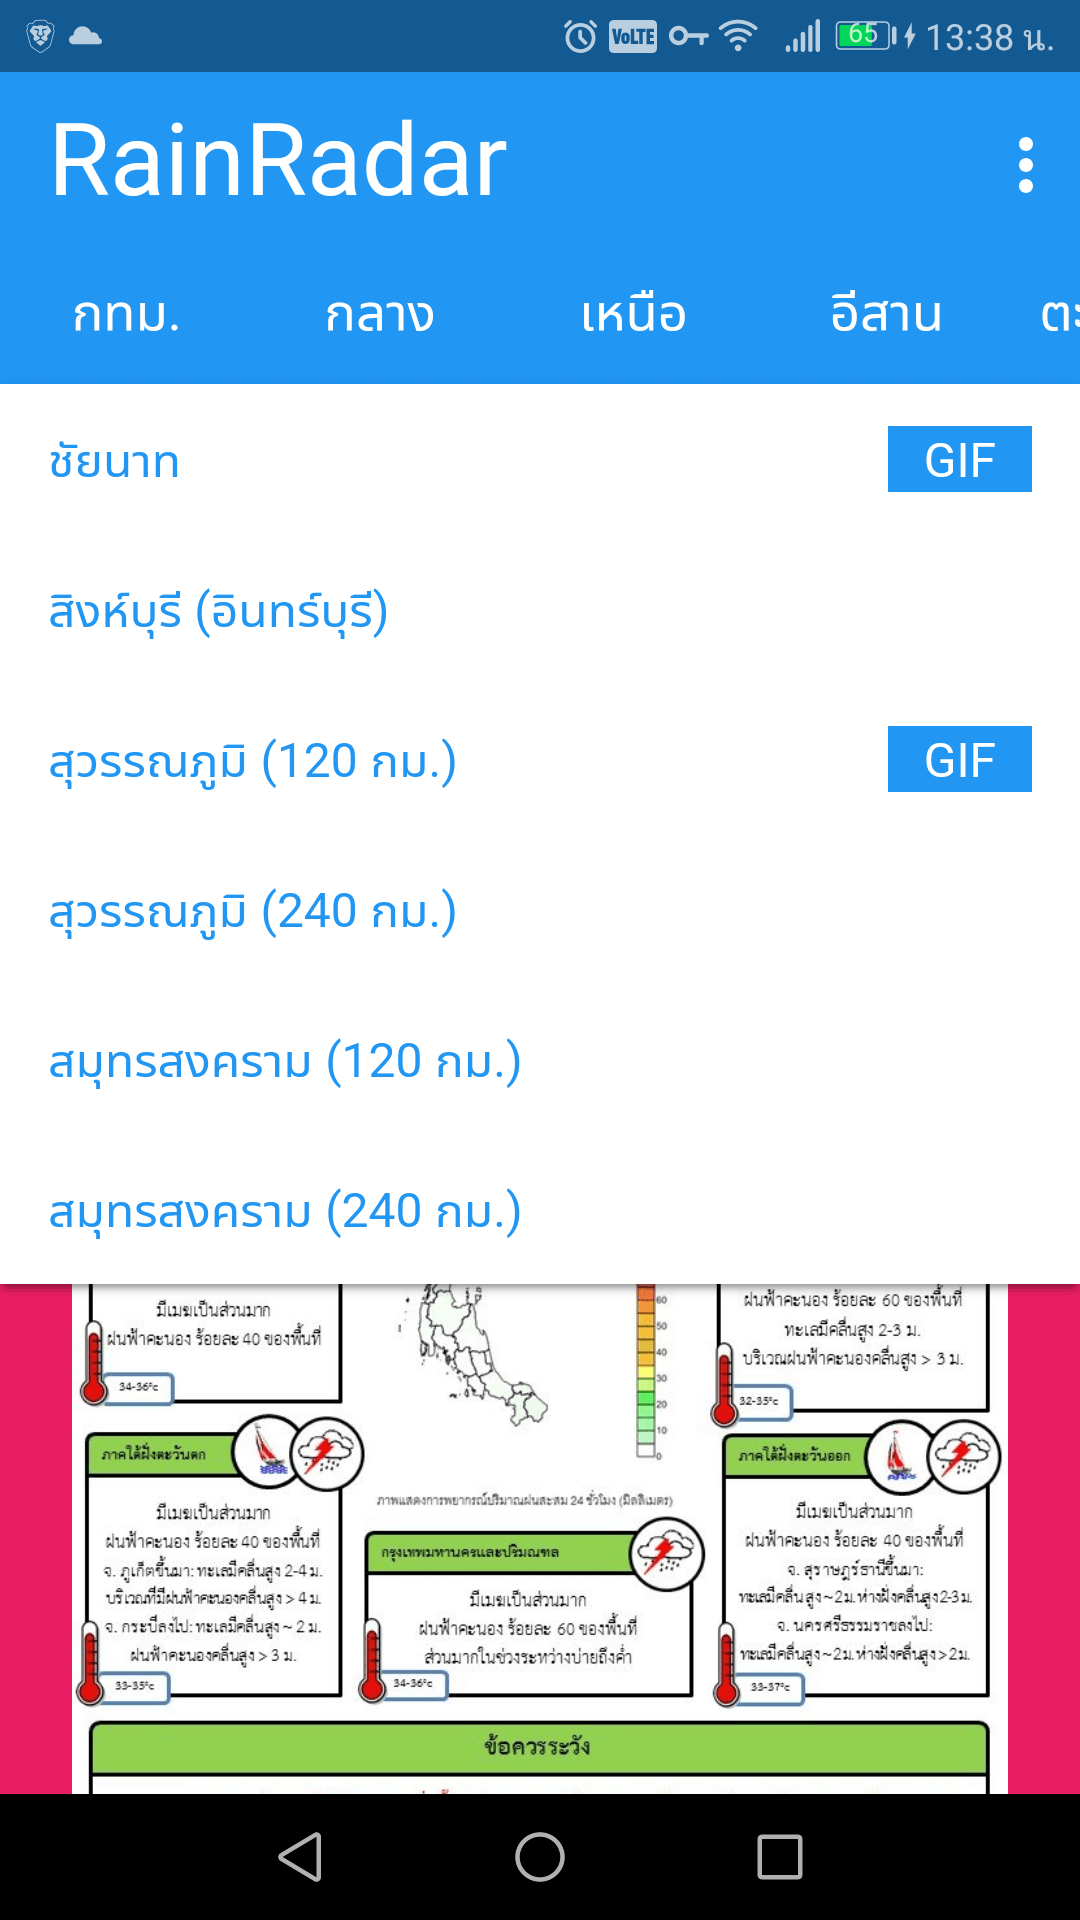 VoLTE 65 13:38 น.
RainRadar
กทม. กลาง เหนือ อีสาน ตะ
ชัยนาท GIF
สิงห์บุรี (อินทร์บุรี)
สุวรรณภูมิ (120 กม.) GIF
สุวรรณภูมิ (240 กม.)
สมุทรสงคราม (120 กม.)
สมุทรสงคราม (240 กม.)
มีเมฆเป็นส่วนมาก
ฝนฟ้าคะนอง ร้อยละ 40 ของพื้นที่
34-36°c
60
50
40
30
20
10
0
ฝนฟ้าคะนอง ร้อยละ 60 ของพื้นที่
ทะเลมีคลื่นสูง 2-3 ม.
บริเวณฝนฟ้าคะนองคลื่นสูง > 3 ม.
32-35°c
ภาคใต้ฝั่งตะวันตก
มีเมฆเป็นส่วนมาก
ฝนฟ้าคะนอง ร้อยละ 40 ของพื้นที่
จ. ภูเก็ตขึ้นมา: ทะเลมีคลื่นสูง 2-4 ม.
บริเวณที่มีฝนฟ้าคะนองคลื่นสูง > 4 ม.
จ. กระบี่ลงไป: ทะเลมีคลื่นสูง ~ 2 ม.
ฝนฟ้าคะนองคลื่นสูง > 3 ม.
33-35°c
ภาพแสดงการพยากรณ์ปริมาณฝนสะสม 24 ชั่วโมง (มิลลิเมตร)
กรุงเทพมหานครและปริมณฑล
มีเมฆเป็นส่วนมาก
ฝนฟ้าคะนอง ร้อยละ 60 ของพื้นที่
ส่วนมากในช่วงระหว่างบ่ายถึงค่ำ
34-36°c
ภาคใต้ฝั่งตะวันออก
มีเมฆเป็นส่วนมาก
ฝนฟ้าคะนอง ร้อยละ 40 ของพื้นที่
จ. สุราษฎร์ธานีขึ้นมา:
ทะเลมีคลื่นสูง ~ 2 ม. ห่างฝั่งคลื่นสูง 2-3 ม.
จ. นครศรีธรรมราชลงไป:
ทะเลมีคลื่นสูง ~ 2 ม. ห่างฝั่งคลื่นสูง > 2 ม.
33-37°c
ข้อควรระวัง